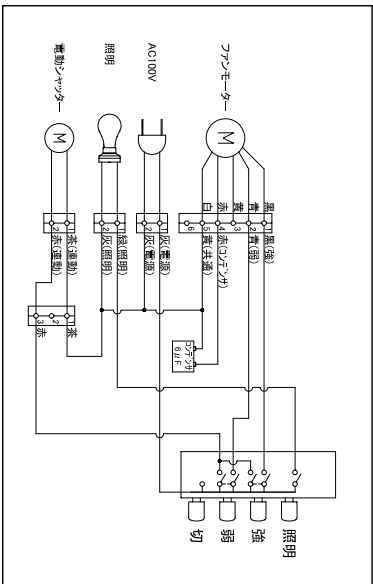 ファンモーター
M
黒
青
黄
赤
白
1 黒(強)
2 青(弱)
3
4 赤(コンデンサ)
5 黄(共通)
6
コンデンサ
6μF
AC100V
1 灰(電源)
2 灰(電源)
照明
1 緑(照明)
2 灰(照明)
電動シャッター
M
1 茶(連動)
2 赤(連動)
1 茶
2
3 赤
照明
強
弱
切